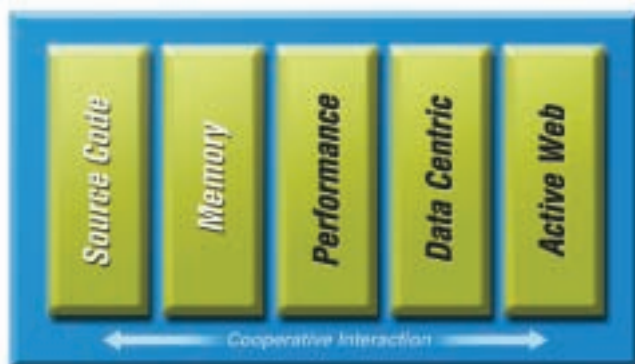 Source Code
Memory
Performance
Data Centric
Active Web
Cooperative Interaction